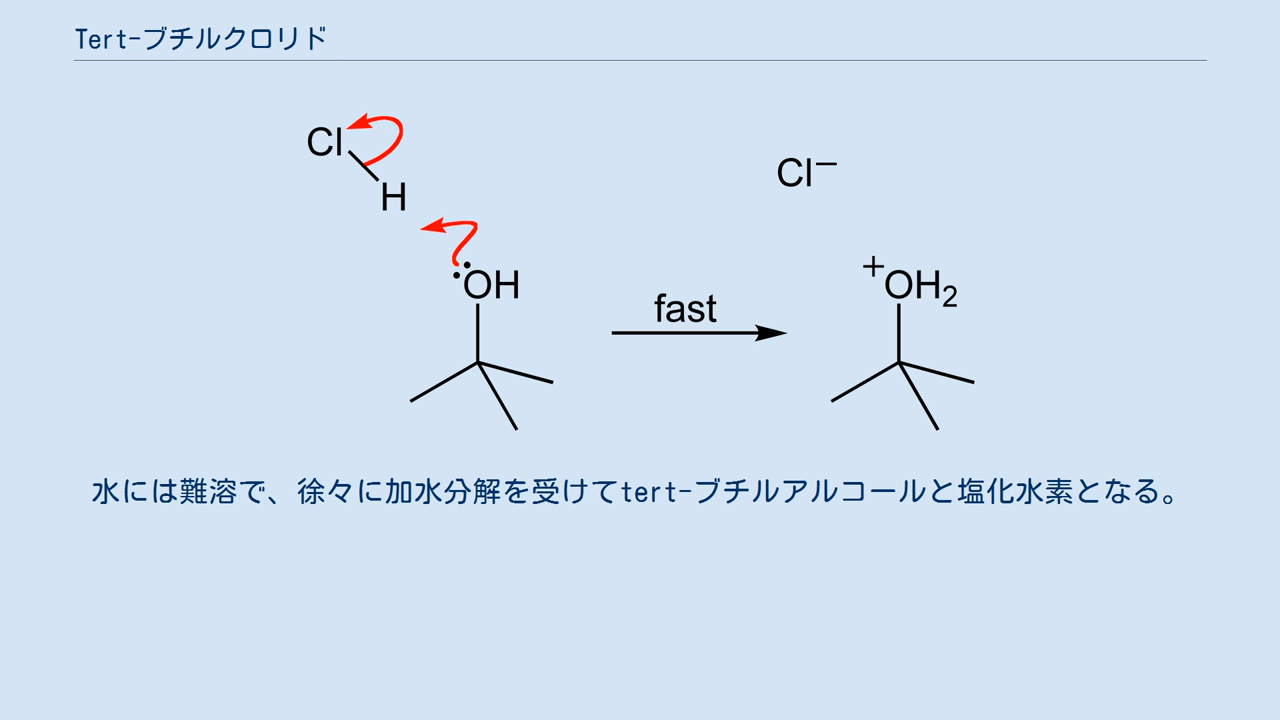 Tert-ブチルクロリド
Cl
H
OH
fast
Cl−
+OH2
水には難溶で、徐々に加水分解を受けてtert-ブチルアルコールと塩化水素となる。